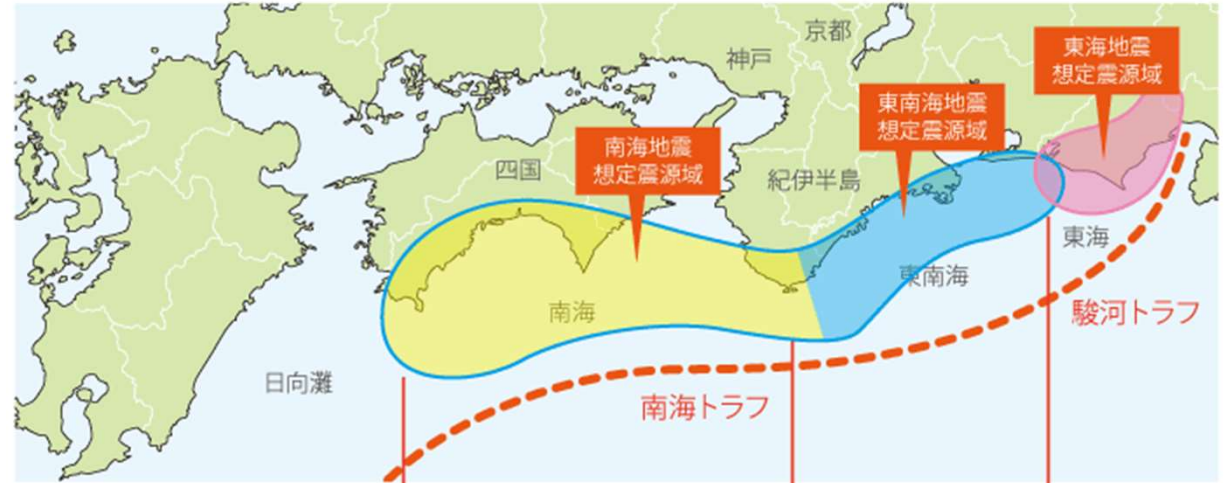 京都
神戸
東海地震
想定震源域
東南海地震
想定震源域
南海地震
想定震源域
四国
紀伊半島
東海
東南海
南海
駿河トラフ
日向灘
南海トラフ